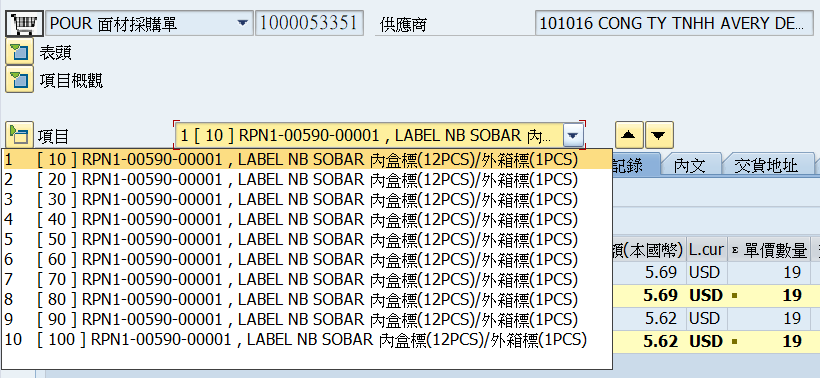 POUR 面材採購單 1000053351 供應商 101016 CONG TY TNHH AVERY DE...
表頭
項目概觀
項目 1 [ 10 ] RPN1-00590-00001 , LABEL NB SOBAR 內...
1 [ 10 ] RPN1-00590-00001 , LABEL NB SOBAR 內盒標(12PCS)/外箱標(1PCS)
記錄 內文 交貨地址
2 [ 20 ] RPN1-00590-00001 , LABEL NB SOBAR 內盒標(12PCS)/外箱標(1PCS)
3 [ 30 ] RPN1-00590-00001 , LABEL NB SOBAR 內盒標(12PCS)/外箱標(1PCS)
4 [ 40 ] RPN1-00590-00001 , LABEL NB SOBAR 內盒標(12PCS)/外箱標(1PCS)
5 [ 50 ] RPN1-00590-00001 , LABEL NB SOBAR 內盒標(12PCS)/外箱標(1PCS)
額(本國幣) L.cur ε 單價數量
6 [ 60 ] RPN1-00590-00001 , LABEL NB SOBAR 內盒標(12PCS)/外箱標(1PCS)
7 [ 70 ] RPN1-00590-00001 , LABEL NB SOBAR 內盒標(12PCS)/外箱標(1PCS)
5.69 USD 19
8 [ 80 ] RPN1-00590-00001 , LABEL NB SOBAR 內盒標(12PCS)/外箱標(1PCS)
5.69 USD 19
9 [ 90 ] RPN1-00590-00001 , LABEL NB SOBAR 內盒標(12PCS)/外箱標(1PCS)
5.62 USD 19
10 [ 100 ] RPN1-00590-00001 , LABEL NB SOBAR 內盒標(12PCS)/外箱標(1PCS)
5.62 USD 19